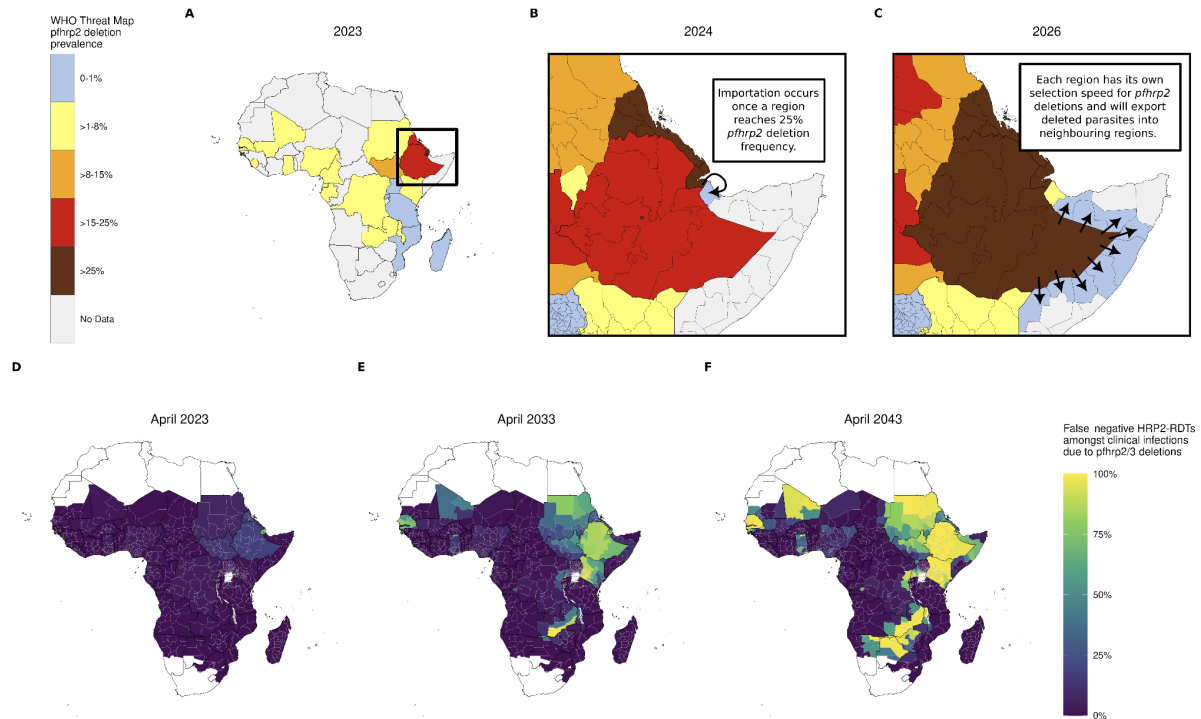 WHO Threat Map
pfhrp2 deletion
prevalence
0-1%
>1-8%
>8-15%
>15-25%
>25%
No Data
A
2023
B
2024
Importation occurs
once a region
reaches 25%
pfhrp2 deletion
frequency.
C
2026
Each region has its own
selection speed for pfhrp2
deletions and will export
deleted parasites into
neighbouring regions.
D
April 2023
E
April 2033
F
April 2043
False negative HRP2-RDTs
amongst clinical infections
due to pfhrp2/3 deletions
100%
75%
50%
25%
0%